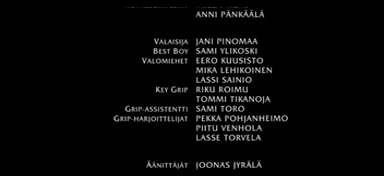 ANNI PÄNKÄÄLÄ
VALAISIJA JANI PINOMAA
BEST BOY SAMI YLIKOSKI
VALOMIEHET EERO KUUSISTO
MIKA LEHIKOINEN
LASSI SAINIO
KEY GRIP RIKU ROIMU
TOMMI TIKANOJA
GRIP-ASSISTENTTI SAMI TORO
GRIP-HARJOITTELIJAT PEKKA POHJANHEIMO
PIITU VENHOLA
LASSE TORVELA
ÄÄNITTÄJÄT JOONAS JYRÄLÄ